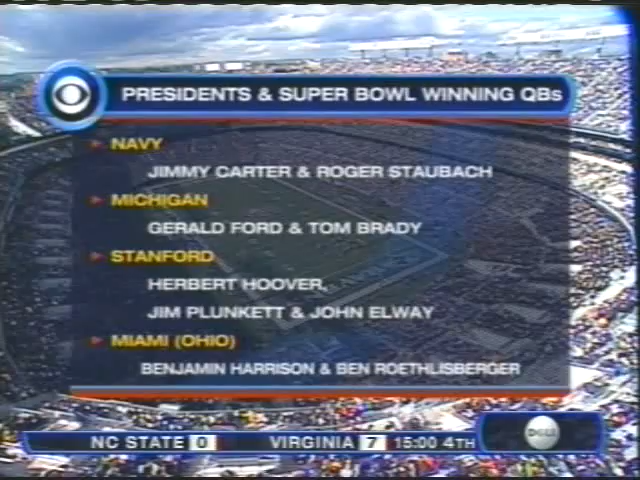 PRESIDENTS & SUPER BOWL WINNING QBs
NAVY
JIMMY CARTER & ROGER STAUBACH
MICHIGAN
GERALD FORD & TOM BRADY
STANFORD
HERBERT HOOVER,
JIM PLUNKETT & JOHN ELWAY
MIAMI (OHIO)
BENJAMIN HARRISON & BEN ROETHLISBERGER
NC STATE 0 VIRGINIA 7 15:00 4TH DELL